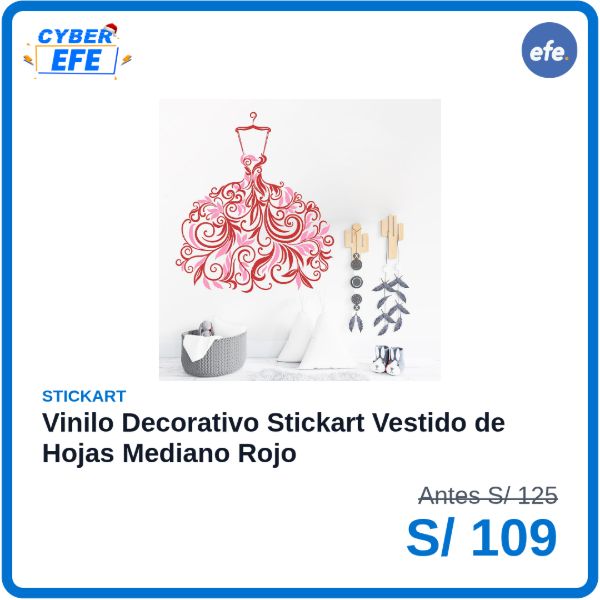 CYBER
EFE
efe.
STICKART
Vinilo Decorativo Stickart Vestido de
Hojas Mediano Rojo
Antes S/ 125
S/ 109